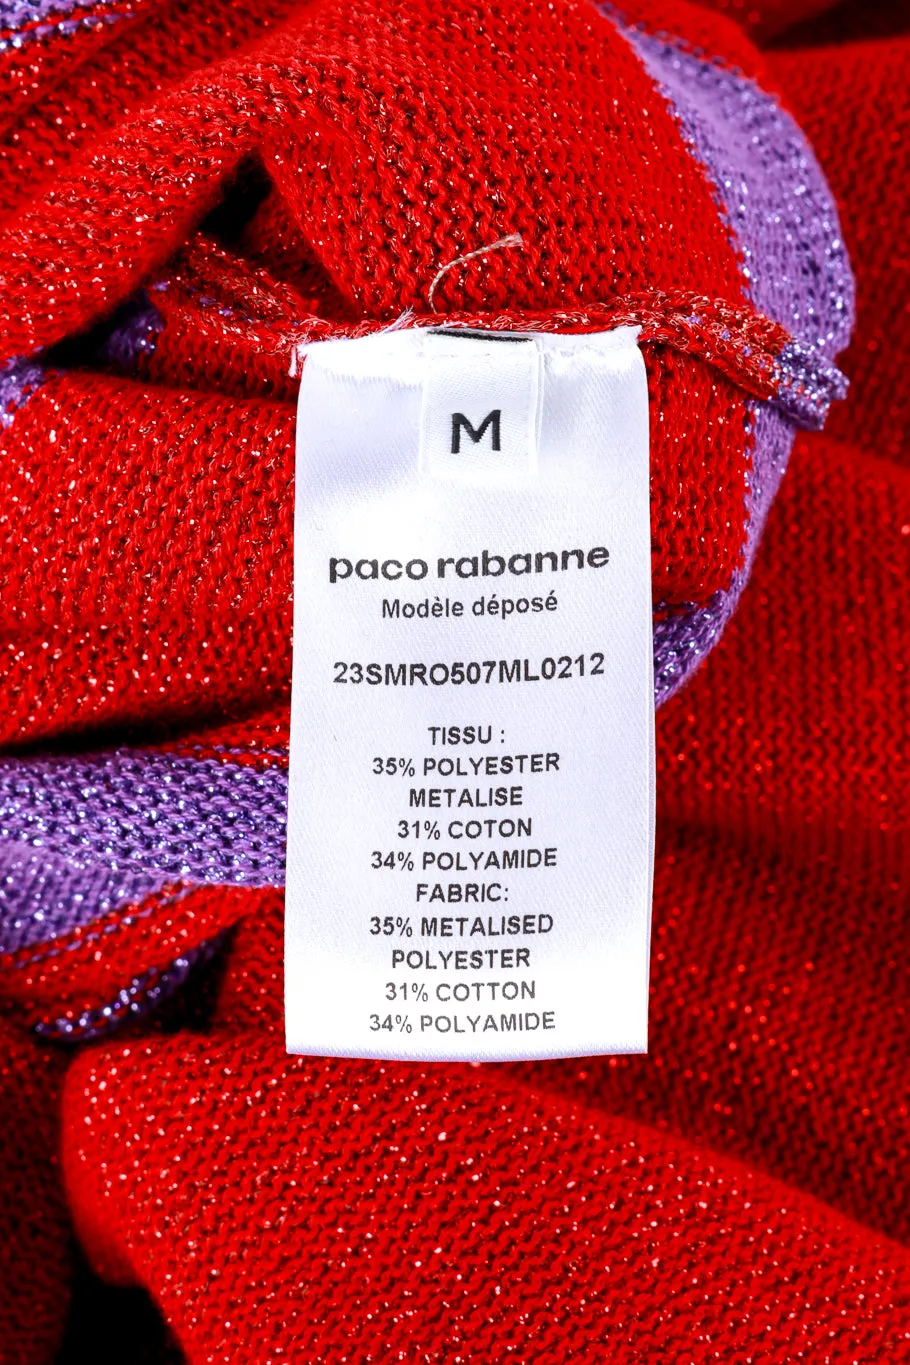 M
paco rabanne
Modèle déposé
23SMRO507ML0212
TISSU :
35% POLYESTER
METALISE
31% COTON
34% POLYAMIDE
FABRIC:
35% METALISED
POLYESTER
31% COTTON
34% POLYAMIDE